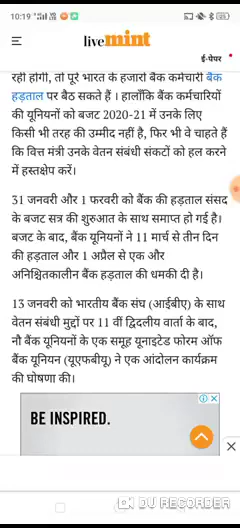 10:19
livemint
ई-पेपर
रही होगी, तो पूरे भारत के हजारों बैंक कर्मचारी बैंक
हड़ताल पर बैठ सकते हैं । हालाँकि बैंक कर्मचारियों
की यूनियनों को बजट 2020-21 में उनके लिए
किसी भी तरह की उम्मीद नहीं है, फिर भी वे चाहते हैं
कि वित्त मंत्री उनके वेतन संबंधी संकटों को हल करने
में हस्तक्षेप करें।
31 जनवरी और 1 फरवरी को बैंक की हड़ताल संसद
के बजट सत्र की शुरुआत के साथ समाप्त हो गई है।
बजट के बाद, बैंक यूनियनों ने 11 मार्च से तीन दिन
की हड़ताल और 1 अप्रैल से एक और
अनिश्चितकालीन बैंक हड़ताल की धमकी दी है।
13 जनवरी को भारतीय बैंक संघ (आईबीए) के साथ
वेतन संबंधी मुद्दों पर 11 वीं द्विदलीय वार्ता के बाद,
नौ बैंक यूनियनों के एक समूह यूनाइटेड फोरम ऑफ
बैंक यूनियन (यूएफबीयू) ने एक आंदोलन कार्यक्रम
की घोषणा की।
BE INSPIRED.
DU RECORDER